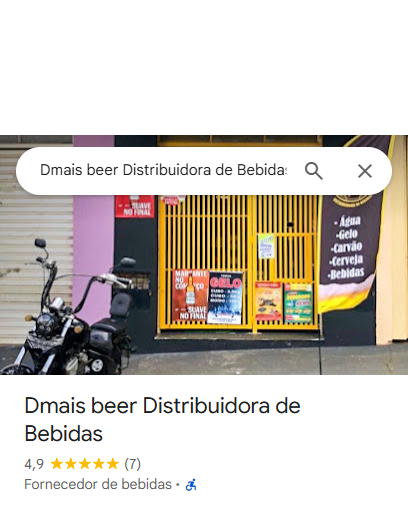 Dmais beer Distribuidora de Bebidas
SUAVE
NO FINAL
- Água
-Gelo
-Carvão
-Cerveja
-Bebidas
MARCANTE
NO
COMEÇO
SUAVE
NO FINAL
GELO
Dmais beer Distribuidora de
Bebidas
4,9 ★★★★★ (7)
Fornecedor de bebidas •